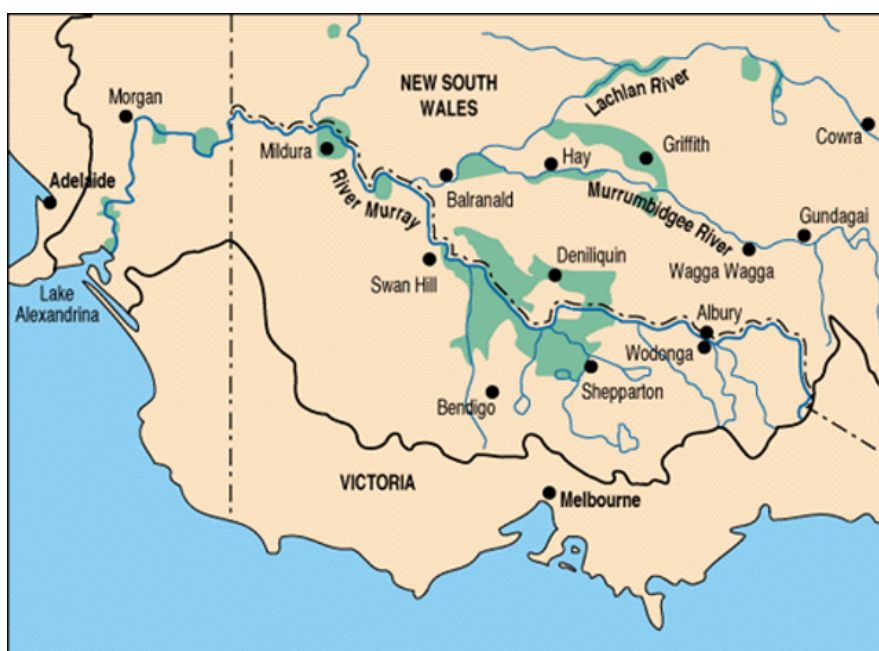 NEW SOUTH
WALES
Lachlan River
Morgan
Cowra
Mildura
Hay
Griffith
Adelaide
Balranald
River Murray
Murrumbidgee River
Gundagai
Wagga Wagga
Swan Hill
Deniliquin
Lake
Alexandrina
Albury
Wodonga
Shepparton
Bendigo
VICTORIA
Melbourne